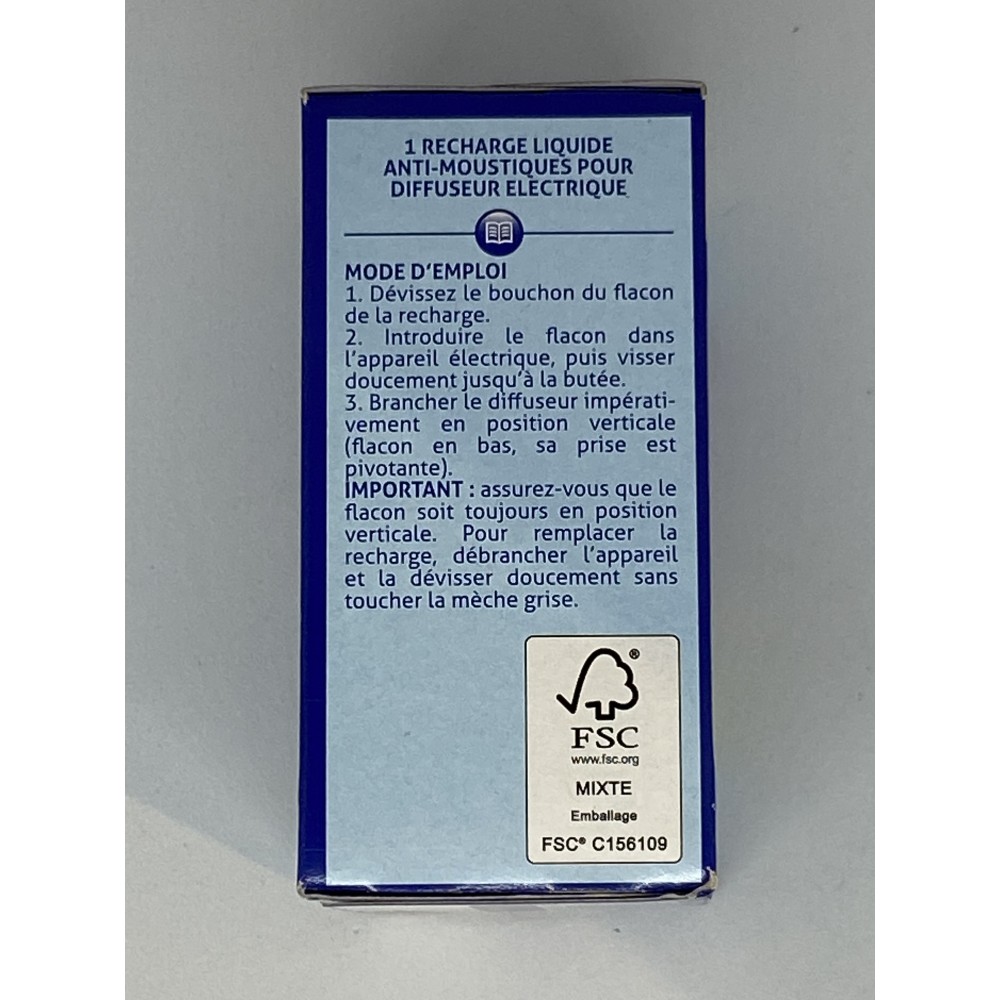 1 RECHARGE LIQUIDE
ANTI-MOUSTIQUES POUR
DIFFUSEUR ELECTRIQUE
MODE D'EMPLOI
1. Dévissez le bouchon du flacon
de la recharge.
2. Introduire le flacon dans
l'appareil électrique, puis visser
doucement jusqu'à la butée.
3. Brancher le diffuseur impérati-
vement en position verticale
(flacon en bas, sa prise est
pivotante).
IMPORTANT : assurez-vous que le
flacon soit toujours en position
verticale. Pour remplacer la
recharge, débrancher l'appareil
et la dévisser doucement sans
toucher la mèche grise.
®
FSC
www.fsc.org
MIXTE
Emballage
FSC® C156109